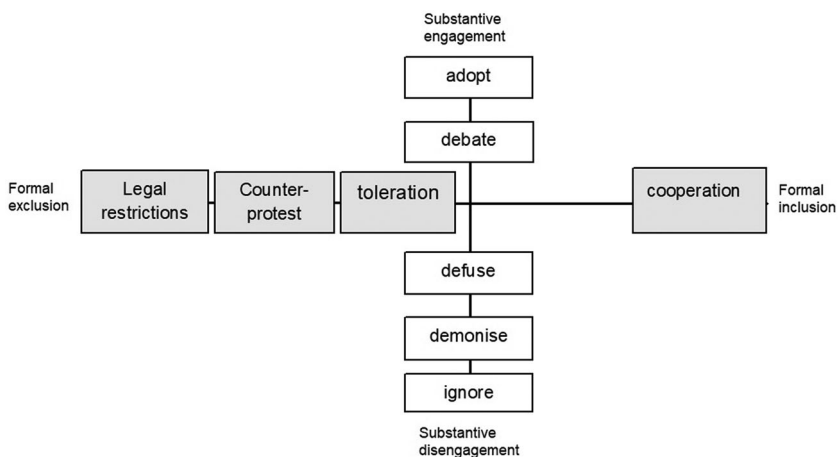 Substantive
engagement
adopt
debate
Formal
exclusion
Legal
restrictions
Counter-
protest
toleration
cooperation
Formal
inclusion
defuse
demonise
ignore
Substantive
disengagement